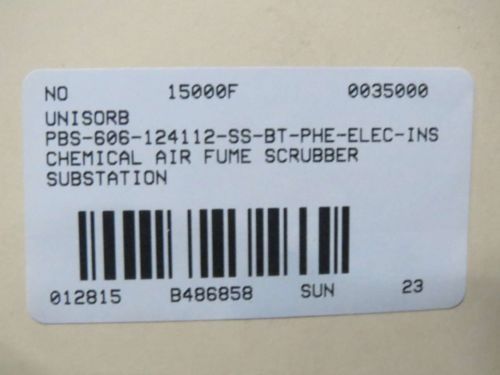 NO 15000F 0035000
UNISORB
PBS-606-124112-SS-BT-PHE-ELEC-INS
CHEMICAL AIR FUME SCRUBBER
SUBSTATION
012815 B486858 SUN 23